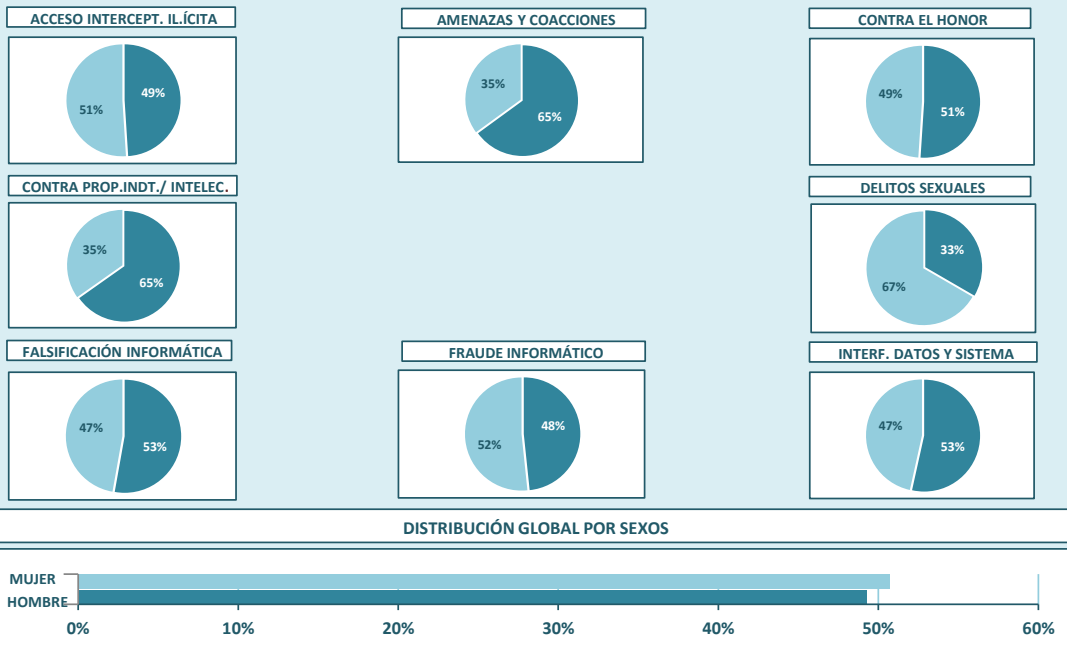 ACCESO INTERCEPT. IL.ÍCITA
AMENAZAS Y COACCIONES
CONTRA EL HONOR
51%
49%
35%
65%
49%
51%
CONTRA PROP.INDT./ INTELEC.
DELITOS SEXUALES
35%
65%
67%
33%
FALSIFICACIÓN INFORMÁTICA
FRAUDE INFORMÁTICO
INTERF. DATOS Y SISTEMA
47%
53%
52%
48%
47%
53%
DISTRIBUCIÓN GLOBAL POR SEXOS
MUJER
HOMBRE
0%
10%
20%
30%
40%
50%
60%